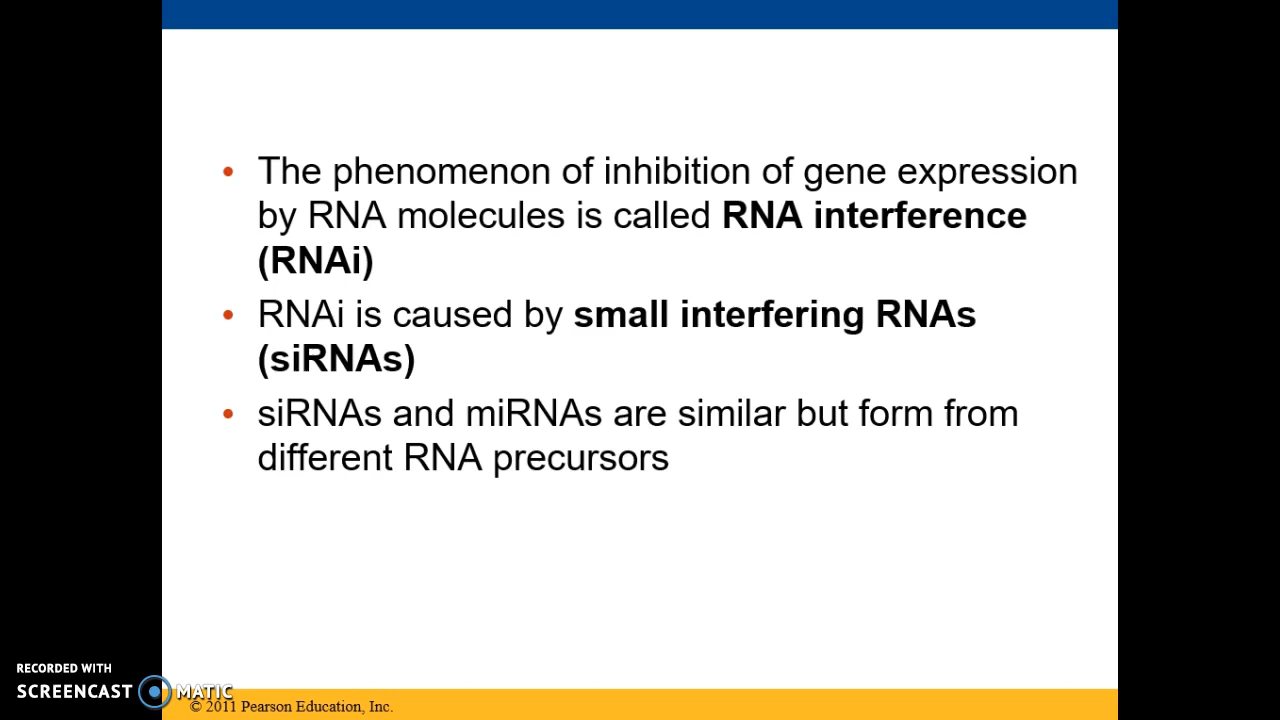 • The phenomenon of inhibition of gene expression
by RNA molecules is called RNA interference
(RNAi)
• RNAi is caused by small interfering RNAs
(siRNAs)
• siRNAs and miRNAs are similar but form from
different RNA precursors
RECORDED WITH
SCREENCAST MATIC
© 2011 Pearson Education, Inc.